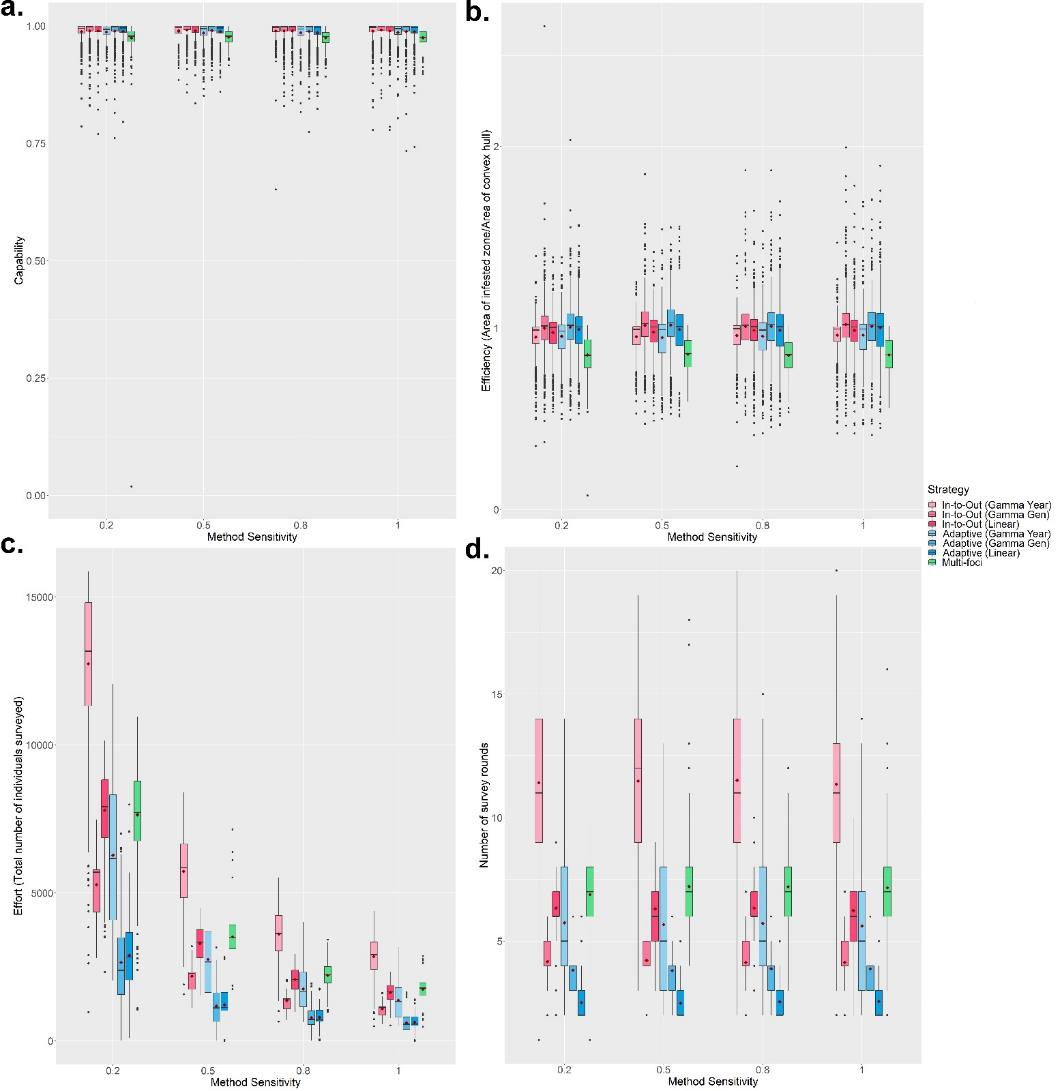 a.
1.00
0.75
0.50
0.25
0.00
Capability
0.2
0.5
0.8
1
Method Sensitivity
b.
2
1
0
Efficiency (Area of infested zone/Area of convex hull)
0.2
0.5
0.8
1
Method Sensitivity
Strategy
In-to-Out (Gamma Year)
In-to-Out (Gamma Gen)
In-to-Out (Linear)
Adaptive (Gamma Year)
Adaptive (Gamma Gen)
Adaptive (Linear)
Multi-foci
c.
15000
10000
5000
0
Effort (Total number of individuals surveyed)
0.2
0.5
0.8
1
Method Sensitivity
d.
20
15
10
5
Number of survey rounds
0.2
0.5
0.8
1
Method Sensitivity